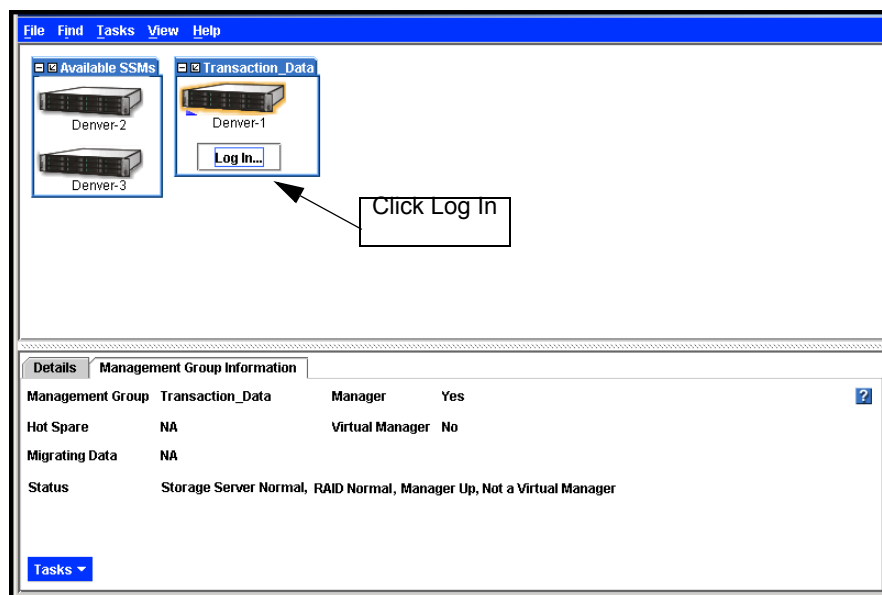 File Find Tasks View Help
Available SSMs
Transaction_Data
Denver-2
Denver-1
Log In...
Denver-3
Click Log In
Details Management Group Information
Management Group Transaction_Data Manager Yes ?
Hot Spare NA Virtual Manager No
Migrating Data NA
Status Storage Server Normal, RAID Normal, Manager Up, Not a Virtual Manager
Tasks